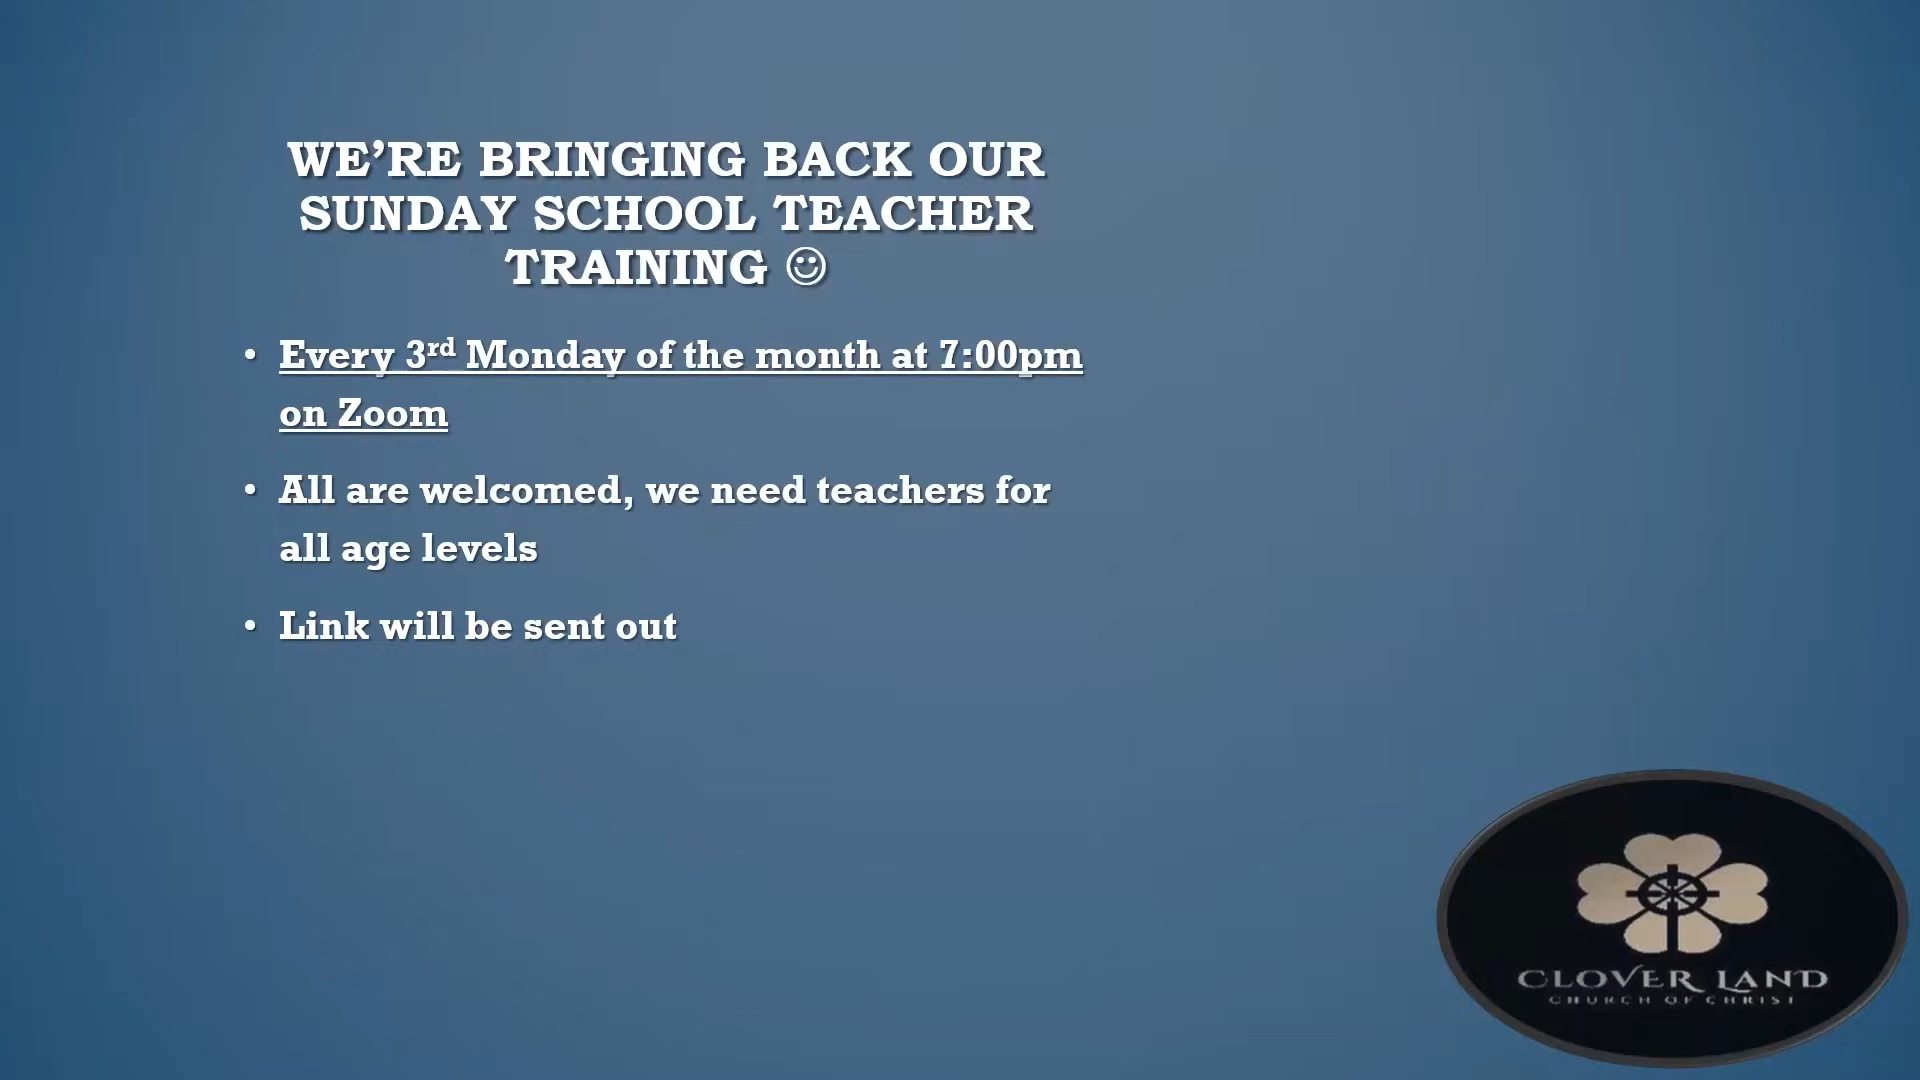 WE’RE BRINGING BACK OUR
SUNDAY SCHOOL TEACHER
TRAINING ☺
• Every 3rd Monday of the month at 7:00pm
on Zoom
• All are welcomed, we need teachers for
all age levels
• Link will be sent out
CLOVER LAND
CHURCH OF CHRIST